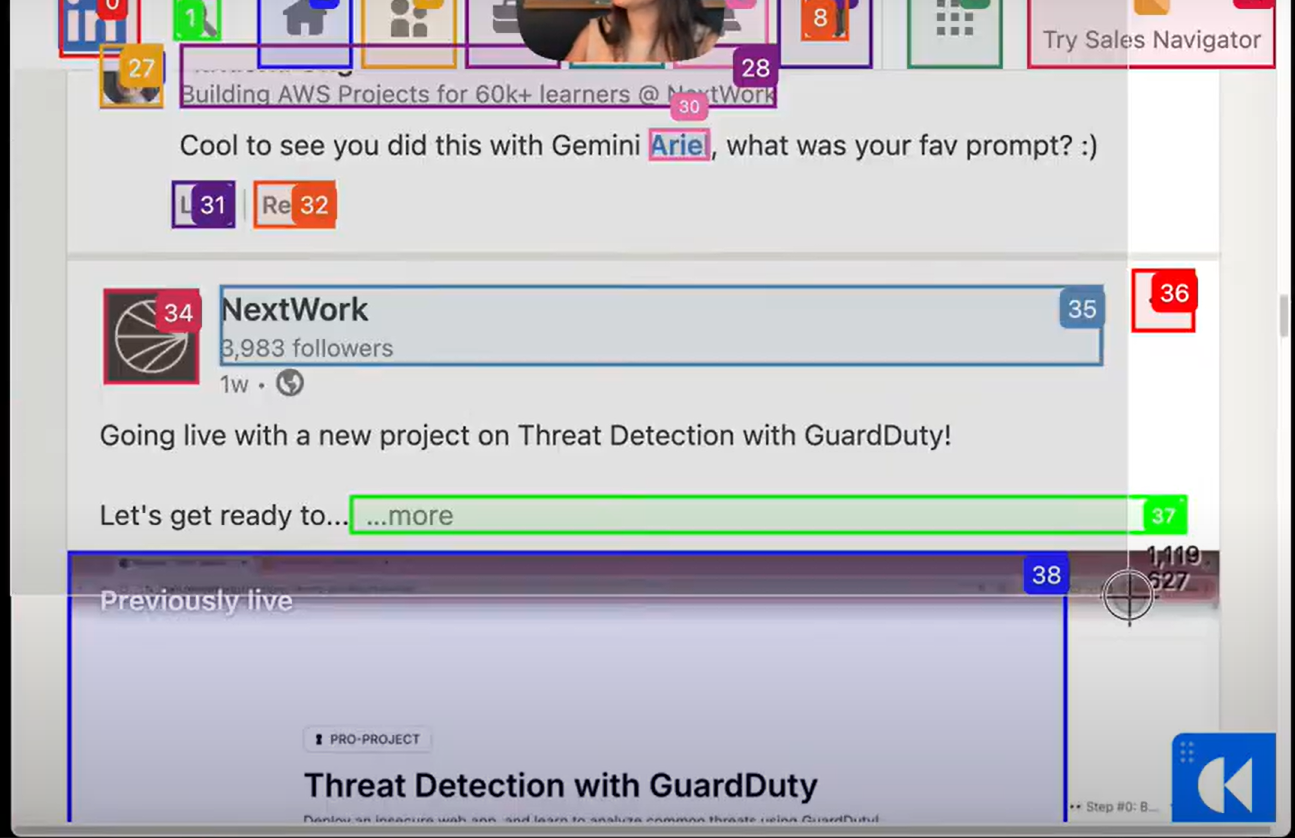 0
1
8
Try Sales Navigator
27
28
Building AWS Projects for 60k+ learners @ NextWork
30
Cool to see you did this with Gemini Ariel, what was your fav prompt? :)
L 31 Re 32
34 NextWork 35 36
3,983 followers
1w •
Going live with a new project on Threat Detection with GuardDuty!
Let's get ready to... ...more 37
1,119
627
38
Previously live
PRO-PROJECT
Threat Detection with GuardDuty
Deploy an insecure web app, and learn to analyze common threats using GuardDuty!
•• Step #0: B...